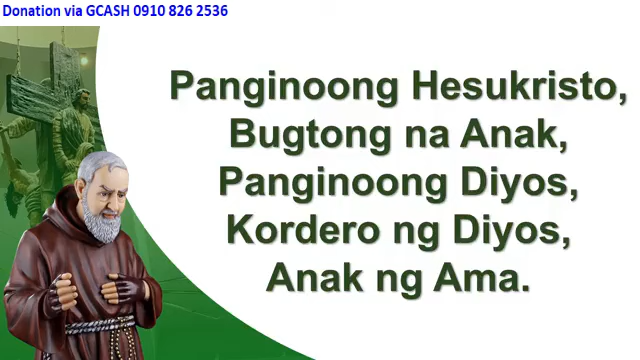 Donation via GCASH 0910 826 2536
Panginoong Hesukristo,
Bugtong na Anak,
Panginoong Diyos,
Kordero ng Diyos,
Anak ng Ama.